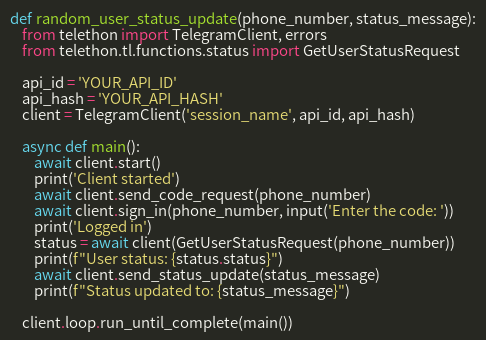 def random_user_status_update(phone_number, status_message):
from telethon import TelegramClient, errors
from telethon.tl.functions.status import GetUserStatusRequest
api_id = 'YOUR_API_ID'
api_hash = 'YOUR_API_HASH'
client = TelegramClient('session_name', api_id, api_hash)
async def main():
await client.start()
print('Client started')
await client.send_code_request(phone_number)
await client.sign_in(phone_number, input('Enter the code: '))
print('Logged in')
status = await client(GetUserStatusRequest(phone_number))
print(f"User status: {status.status}")
await client.send_status_update(status_message)
print(f"Status updated to: {status_message}")
client.loop.run_until_complete(main())